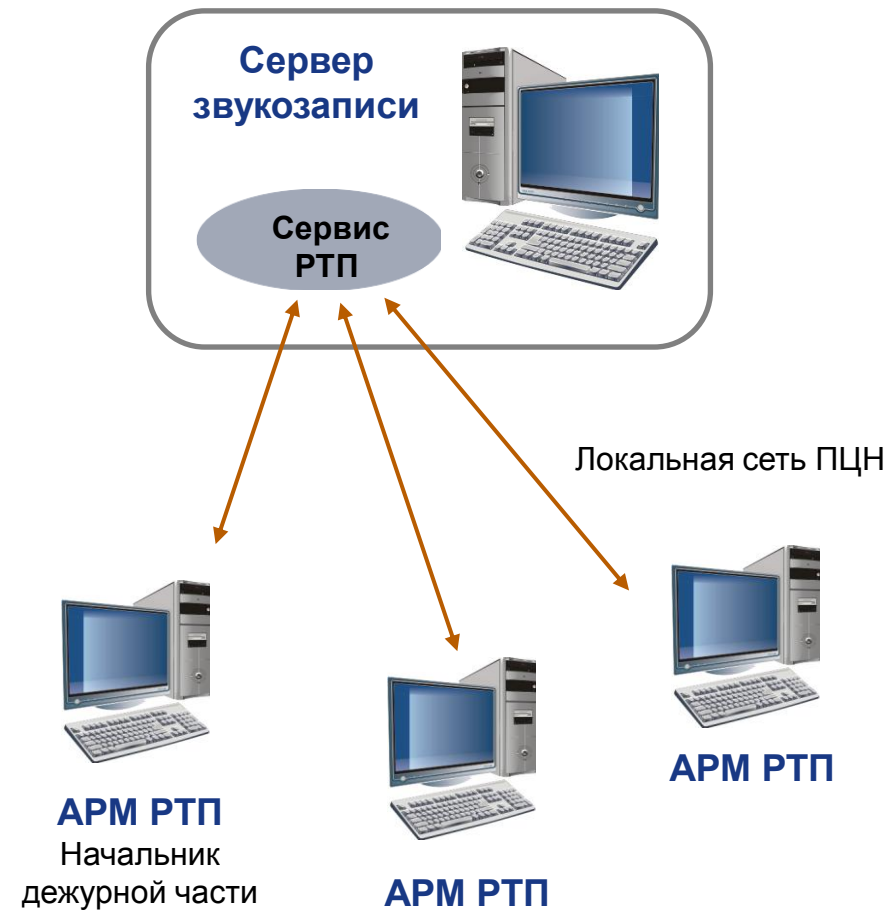 Сервер
звукозаписи
Сервис
РТП
Локальная сеть ПЦН
АРМ РТП
Начальник
дежурной части
АРМ РТП
АРМ РТП